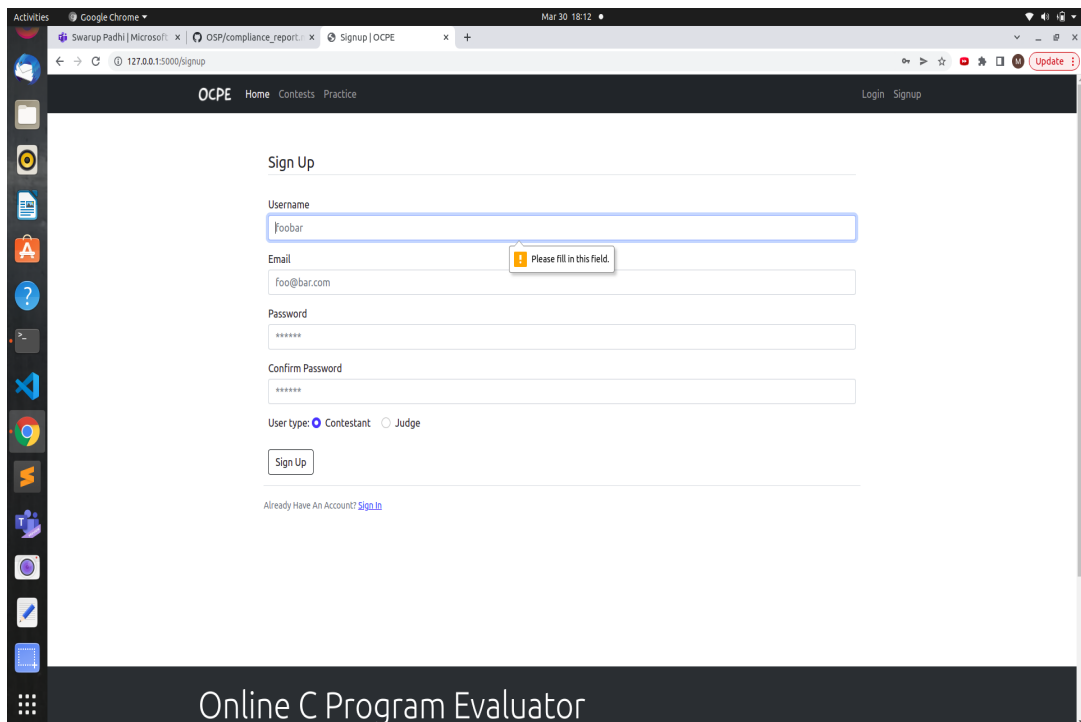 Activities Google Chrome Mar 30 18:12
Swarup Padhi | Microsoft OSP/compliance_report. Signup | OCPE
127.0.0.1:5000/signup Update
OCPE Home Contests Practice Login Signup
Sign Up
Username
foobar
Please fill in this field.
Email
foo@bar.com
Password
******
Confirm Password
******
User type: Contestant Judge
Sign Up
Already Have An Account? Sign In
Online C Program Evaluator